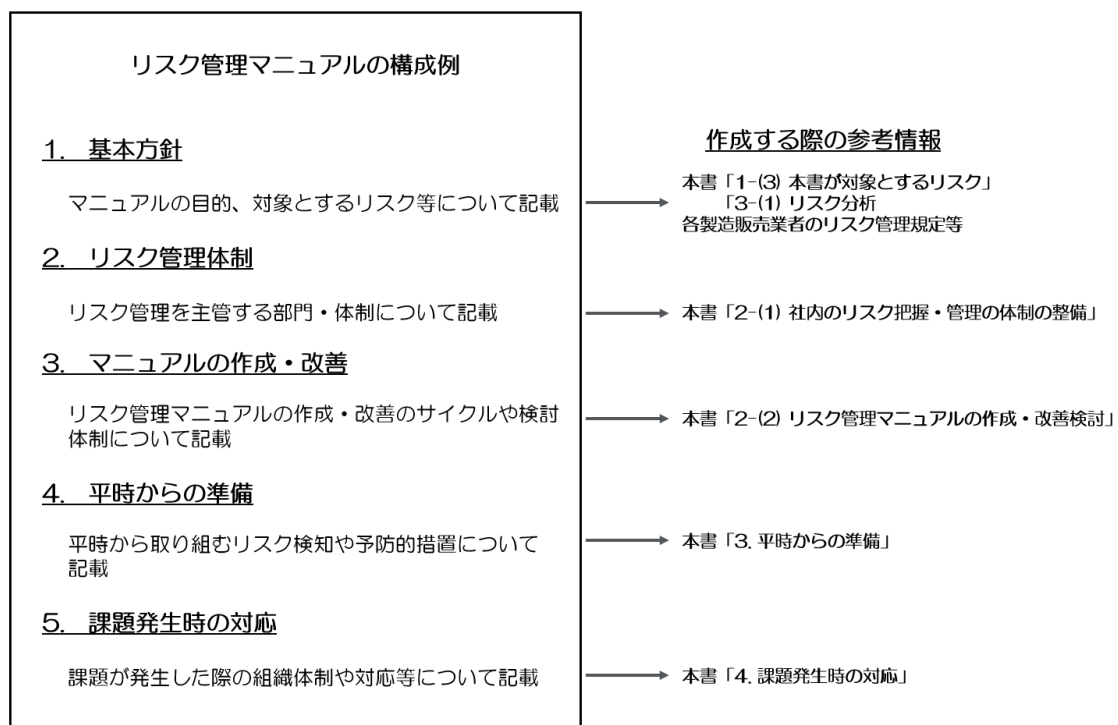 リスク管理マニュアルの構成例
1. 基本方針
マニュアルの目的、対象とするリスク等について記載
2. リスク管理体制
リスク管理を主管する部門・体制について記載
3. マニュアルの作成・改善
リスク管理マニュアルの作成・改善のサイクルや検討
体制について記載
4. 平時からの準備
平時から取り組むリスク検知や予防的措置について
記載
5. 課題発生時の対応
課題が発生した際の組織体制や対応等について記載
作成する際の参考情報
本書「1-(3) 本書が対象とするリスク」
「3-(1) リスク分析
各製造販売業者のリスク管理規定等
本書「2-(1) 社内のリスク把握・管理の体制の整備」
本書「2-(2) リスク管理マニュアルの作成・改善検討」
本書「3. 平時からの準備」
本書「4. 課題発生時の対応」